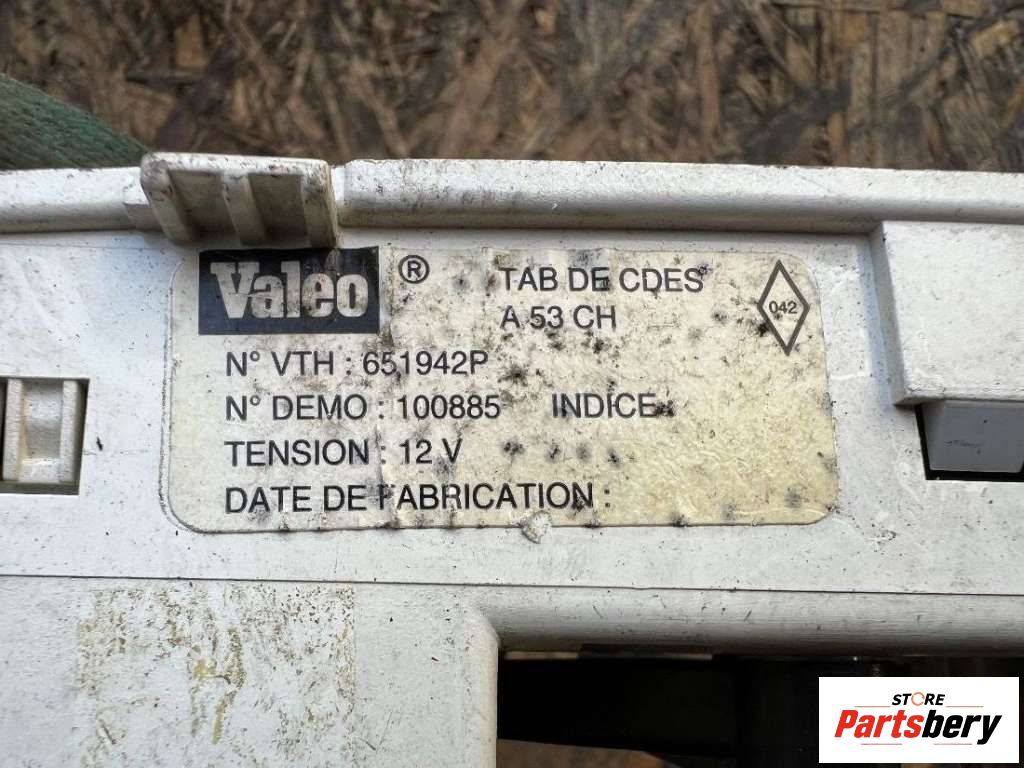 Valeo ® TAB DE CDES
A 53 CH
042
N° VTH : 651942P
N° DEMO : 100885 INDICE:
TENSION : 12 V
DATE DE FABRICATION :
STORE
Partsbery